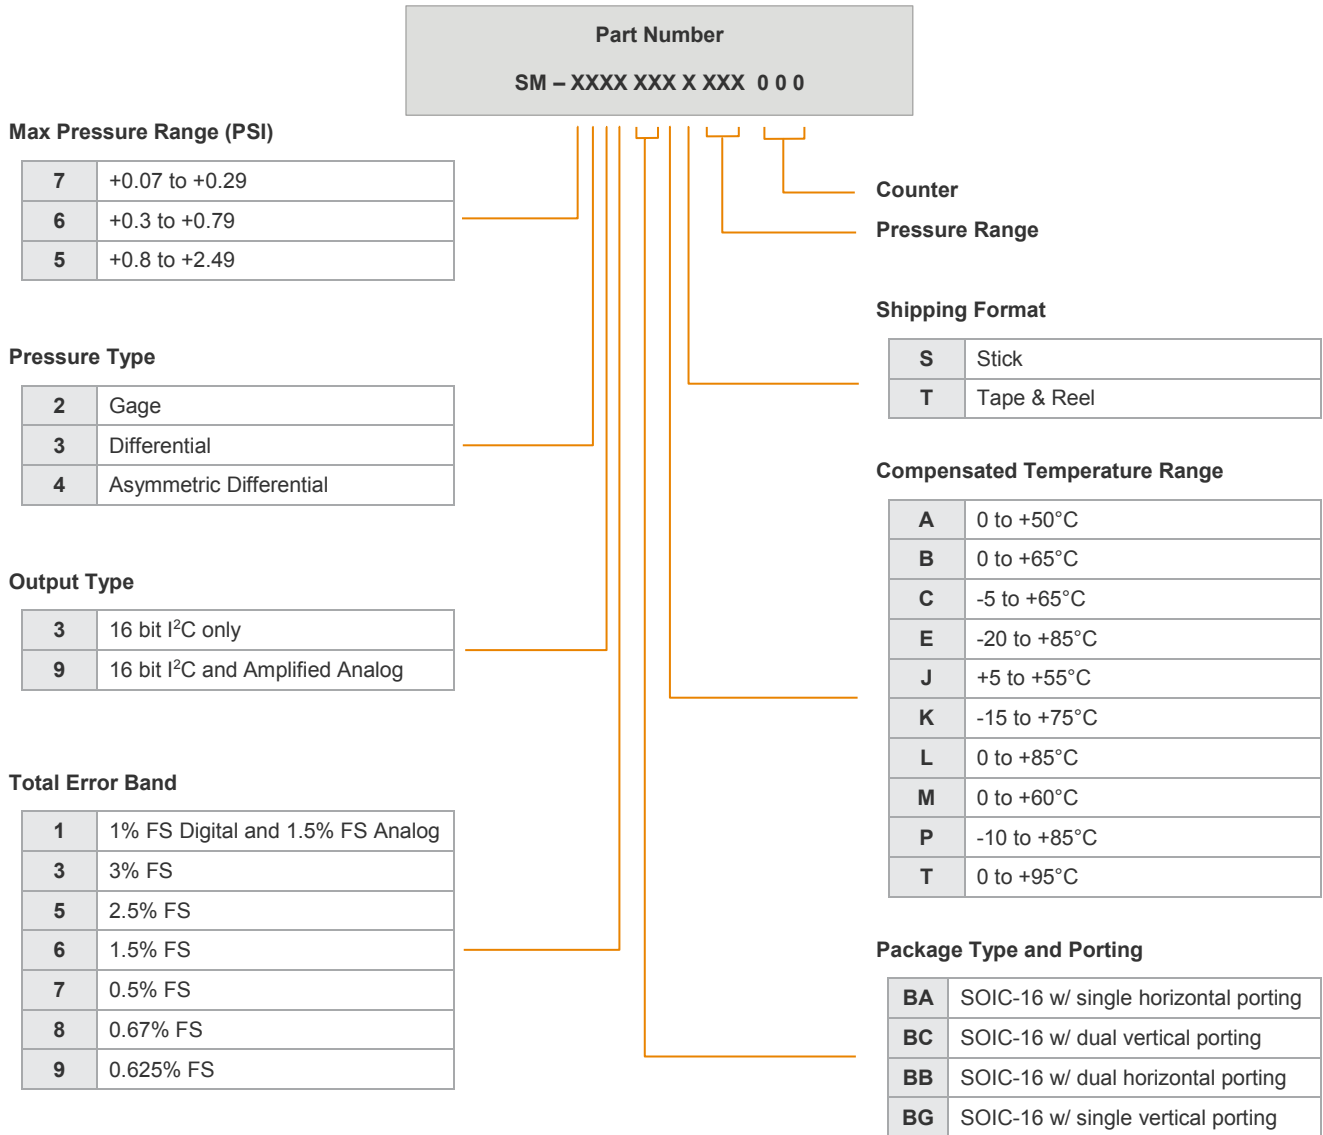 Part Number
SM – XXXX XXX X XXX 0 0 0
Max Pressure Range (PSI)
7 +0.07 to +0.29
6 +0.3 to +0.79
5 +0.8 to +2.49
Pressure Type
2 Gage
3 Differential
4 Asymmetric Differential
Output Type
3 16 bit I²C only
9 16 bit I²C and Amplified Analog
Total Error Band
1 1% FS Digital and 1.5% FS Analog
3 3% FS
5 2.5% FS
6 1.5% FS
7 0.5% FS
8 0.67% FS
9 0.625% FS
Counter
Pressure Range
Shipping Format
S Stick
T Tape & Reel
Compensated Temperature Range
A 0 to +50°C
B 0 to +65°C
C -5 to +65°C
E -20 to +85°C
J +5 to +55°C
K -15 to +75°C
L 0 to +85°C
M 0 to +60°C
P -10 to +85°C
T 0 to +95°C
Package Type and Porting
BA SOIC-16 w/ single horizontal porting
BC SOIC-16 w/ dual vertical porting
BB SOIC-16 w/ dual horizontal porting
BG SOIC-16 w/ single vertical porting